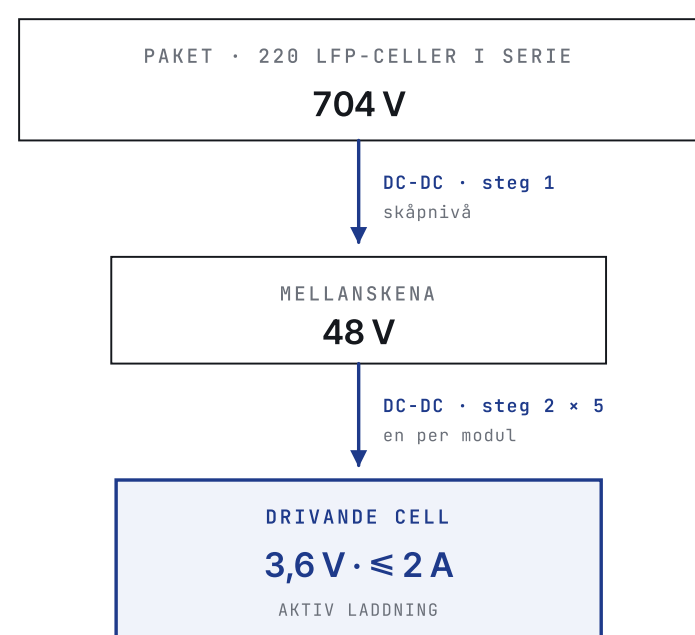 PAKET · 220 LFP-CELLER I SERIE
704 V
DC-DC · steg 1
skåpnivå
MELLANSKENA
48 V
DC-DC · steg 2 × 5
en per modul
DRIVANDE CELL
3,6 V · ⩽ 2 A
AKTIV LADDNING